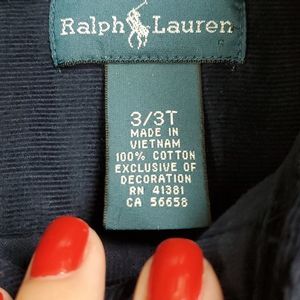 Ralph Lauren
3/3T
MADE IN
VIETNAM
100% COTTON
EXCLUSIVE OF
DECORATION
RN 41381
CA 56658